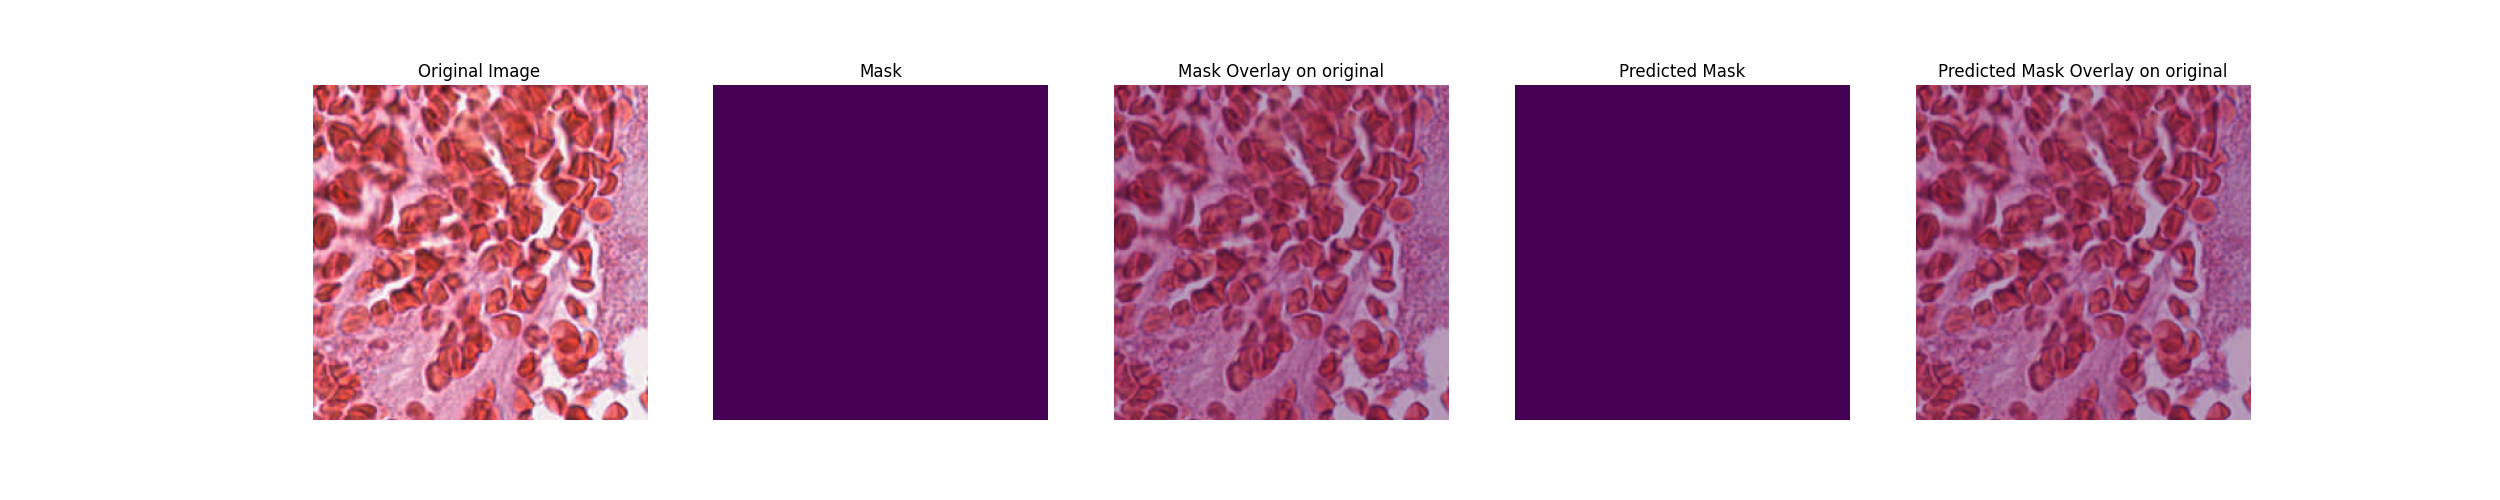 Original Image
Mask
Mask Overlay on original
Predicted Mask
Predicted Mask Overlay on original